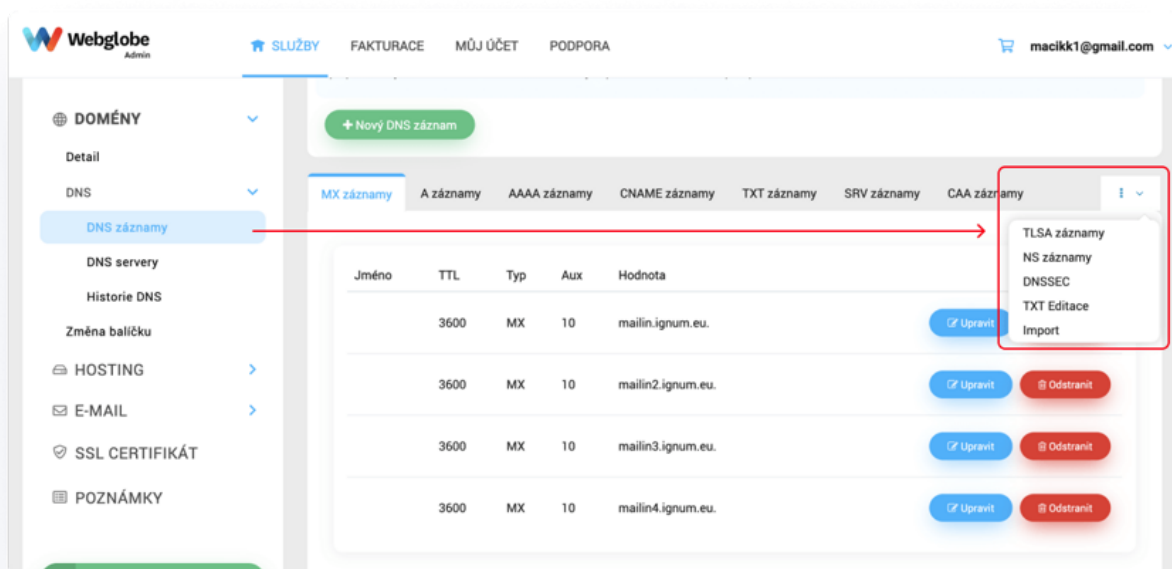 Webglobe
Admin
SLUŽBY FAKTURACE MŮJ ÚČET PODPORA macikk1@gmail.com
DOMÉNY
+ Nový DNS záznam
Detail
DNS
MX záznamy A záznamy AAAA záznamy CNAME záznamy TXT záznamy SRV záznamy CAA záznamy
DNS záznamy
TLSA záznamy
NS záznamy
DNSSEC
TXT Editace
Import
DNS servery
Historie DNS
Změna balíčku
HOSTING
E-MAIL
SSL CERTIFIKÁT
POZNÁMKY
Jméno TTL Typ Aux Hodnota
3600 MX 10 mailin.ignum.eu. Upravit
3600 MX 10 mailin2.ignum.eu. Upravit Odstranit
3600 MX 10 mailin3.ignum.eu. Upravit Odstranit
3600 MX 10 mailin4.ignum.eu. Upravit Odstranit